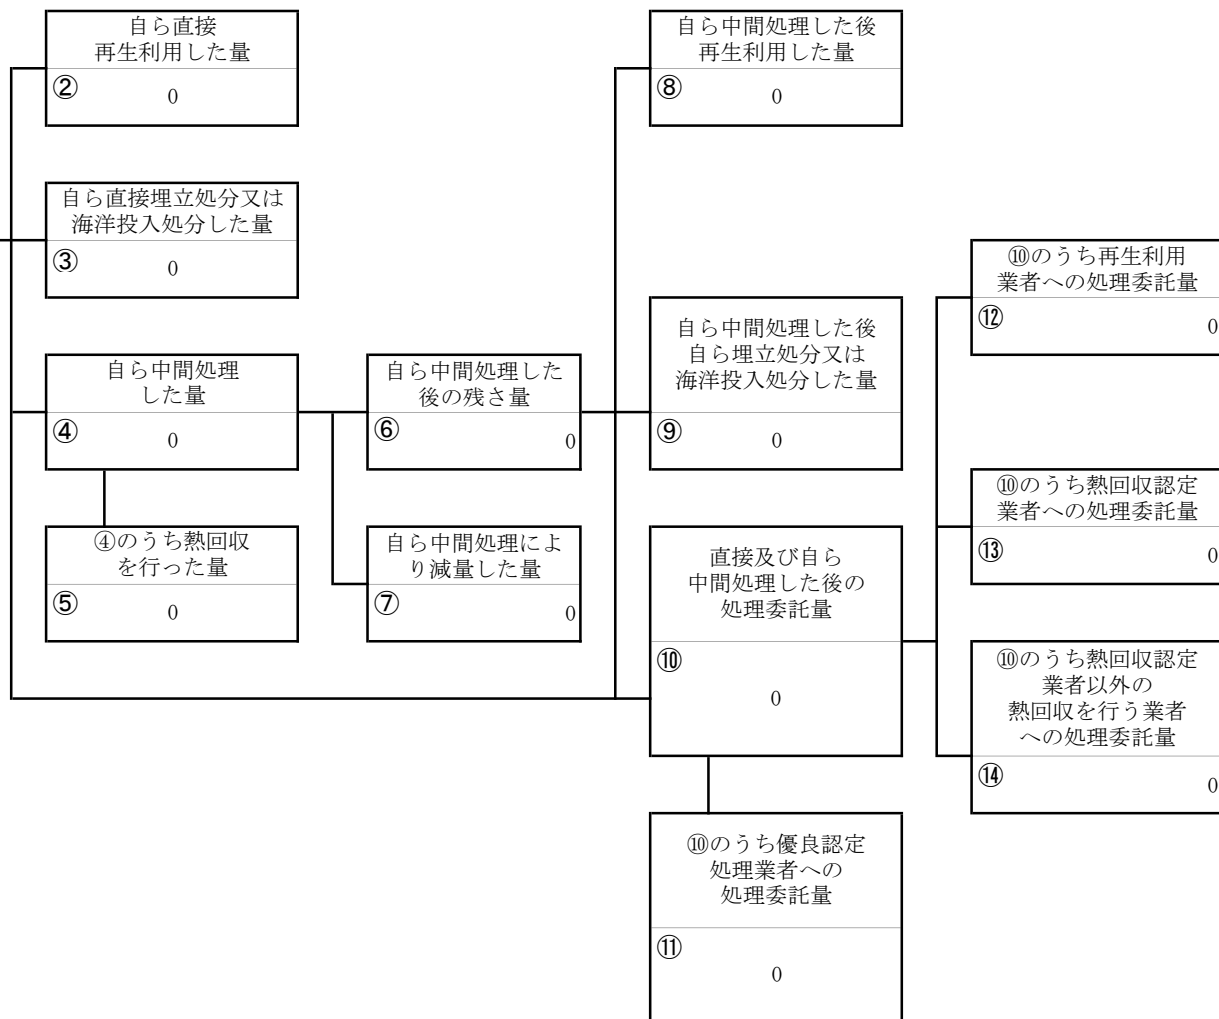 自ら直接
再生利用した量
②
0
自ら直接埋立処分又は
海洋投入処分した量
③
0
自ら中間処理
した量
④
0
④のうち熱回収
を行った量
⑤
0
自ら中間処理した
後の残さ量
⑥
0
自ら中間処理によ
り減量した量
⑦
0
自ら中間処理した後
再生利用した量
⑧
0
自ら中間処理した後
自ら埋立処分又は
海洋投入処分した量
⑨
0
直接及び自ら
中間処理した後の
処理委託量
⑩
0
⑩のうち優良認定
処理業者への
処理委託量
⑪
0
⑩のうち再生利用
業者への処理委託量
⑫
0
⑩のうち熱回収認定
業者への処理委託量
⑬
0
⑩のうち熱回収認定
業者以外の
熱回収を行う業者
への処理委託量
⑭
0